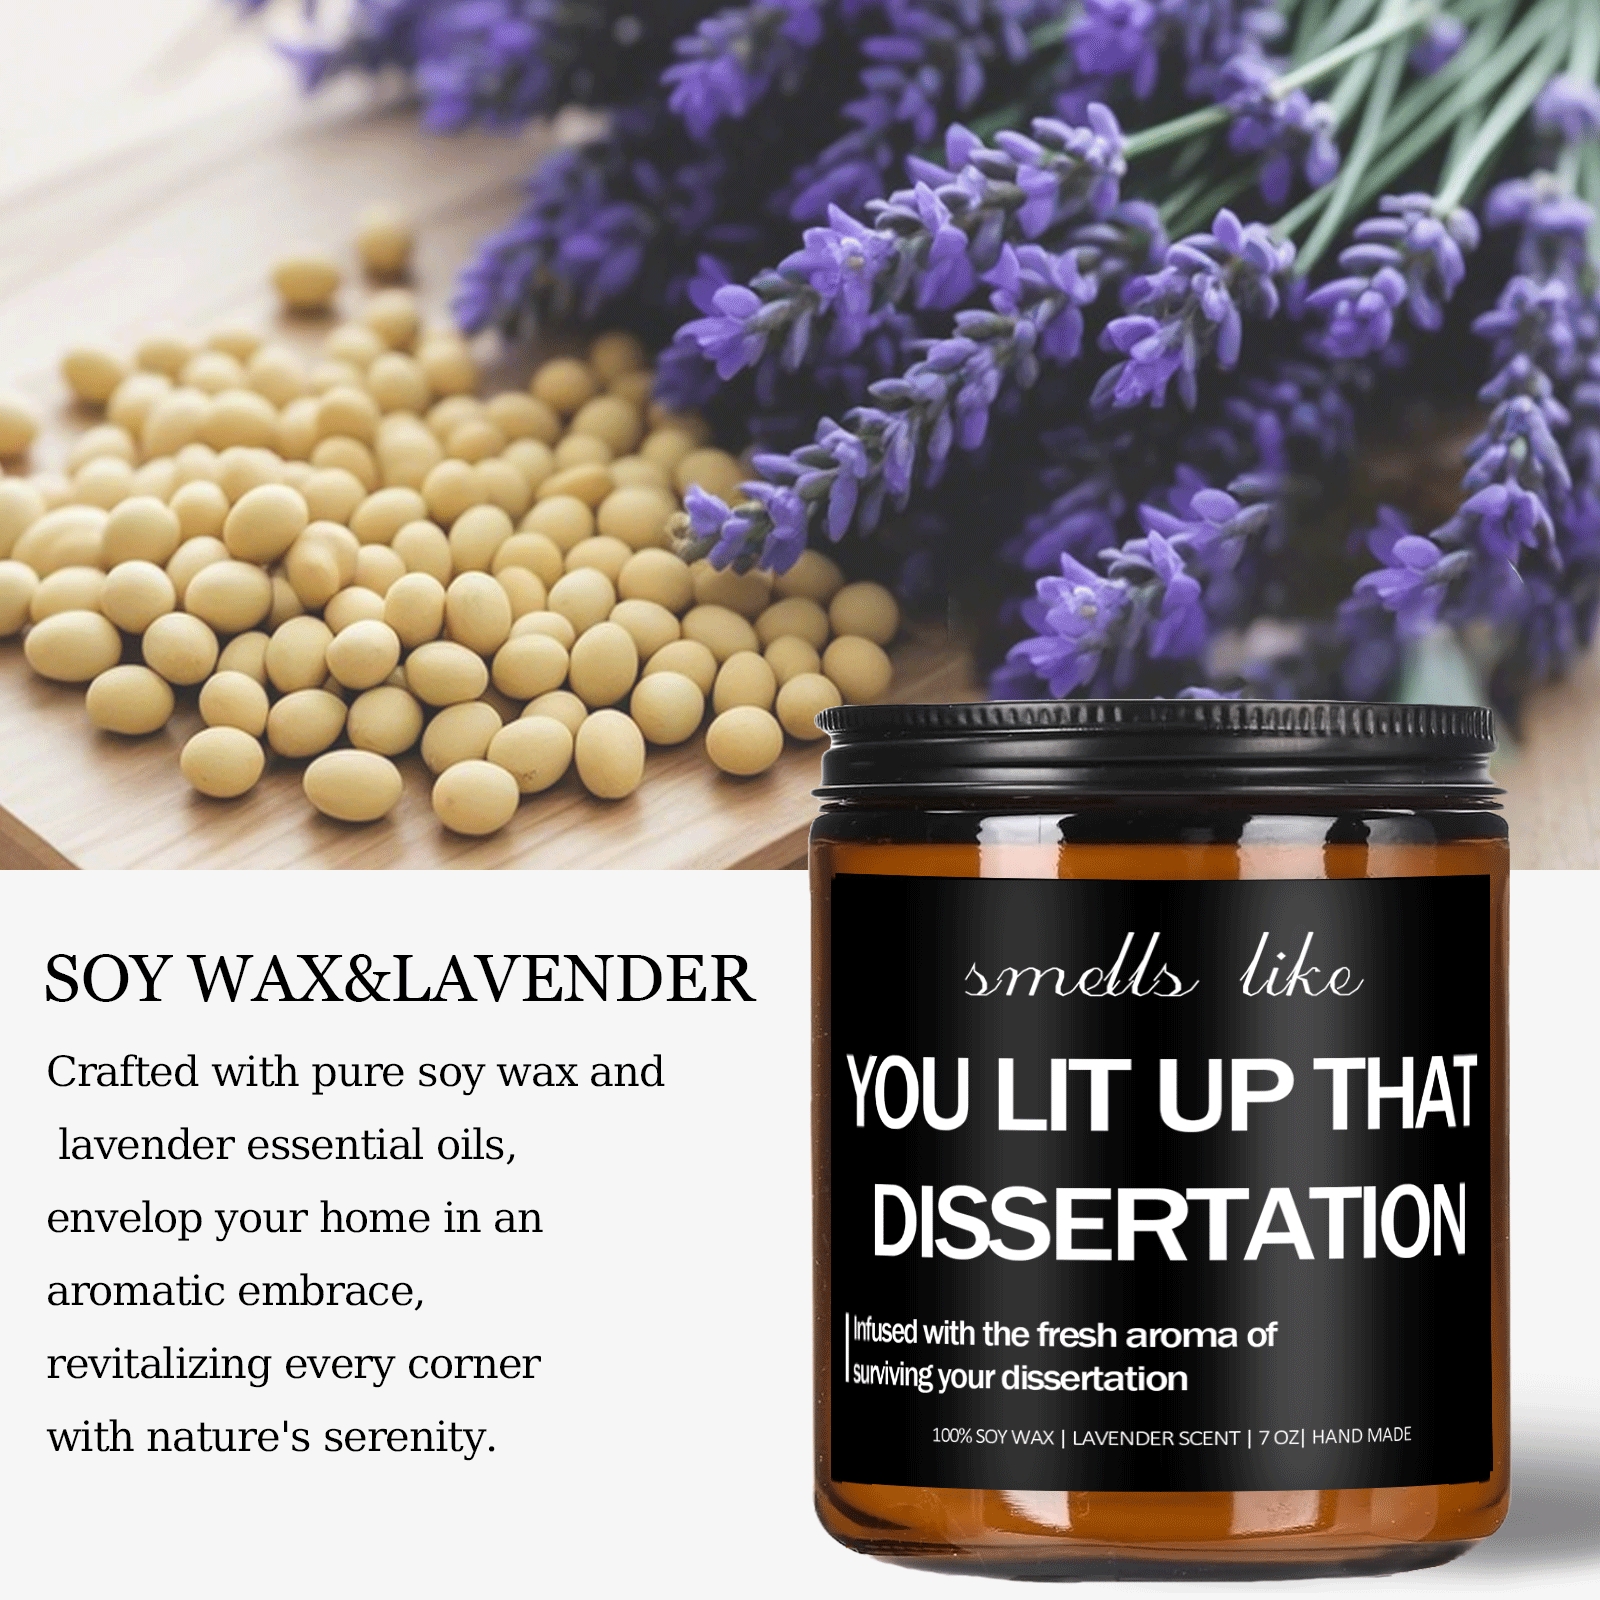 SOY WAX&LAVENDER
Crafted with pure soy wax and
lavender essential oils,
envelop your home in an
aromatic embrace,
revitalizing every corner
with nature's serenity.
smells like
YOU LIT UP THAT
DISSERTATION
Infused with the fresh aroma of
surviving your dissertation
100% SOY WAX | LAVENDER SCENT | 7 OZ| HAND MADE